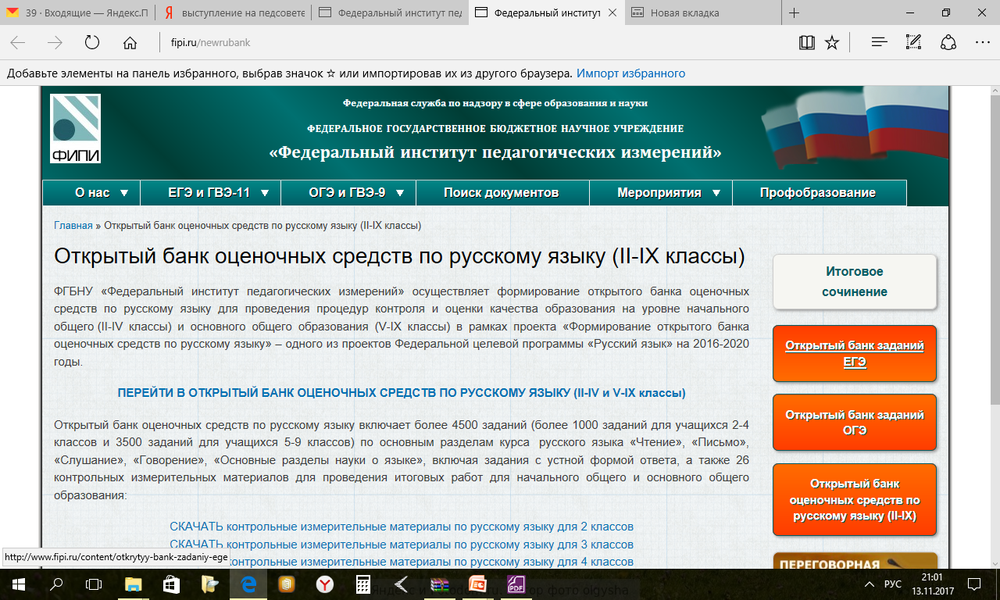 39 · Входящие — Яндекс.П
выступление на педсовете
Федеральный институт пед
Федеральный институт
Новая вкладка
fipi.ru/newrubank
Добавьте элементы на панель избранного, выбрав значок ☆ или импортировав их из другого браузера. Импорт избранного
ФИПИ
Федеральная служба по надзору в сфере образования и науки
ФЕДЕРАЛЬНОЕ ГОСУДАРСТВЕННОЕ БЮДЖЕТНОЕ НАУЧНОЕ УЧРЕЖДЕНИЕ
«Федеральный институт педагогических измерений»
О нас
ЕГЭ и ГВЭ-11
ОГЭ и ГВЭ-9
Поиск документов
Мероприятия
Профобразование
Главная » Открытый банк оценочных средств по русскому языку (II-IX классы)
Открытый банк оценочных средств по русскому языку (II-IX классы)
ФГБНУ «Федеральный институт педагогических измерений» осуществляет формирование открытого банка оценочных
средств по русскому языку для проведения процедур контроля и оценки качества образования на уровне начального
общего (II-IV классы) и основного общего образования (V-IX классы) в рамках проекта «Формирование открытого банка
оценочных средств по русскому языку» – одного из проектов Федеральной целевой программы «Русский язык» на 2016-2020
годы.
ПЕРЕЙТИ В ОТКРЫТЫЙ БАНК ОЦЕНОЧНЫХ СРЕДСТВ ПО РУССКОМУ ЯЗЫКУ (II-IV и V-IX классы)
Открытый банк оценочных средств по русскому языку включает более 4500 заданий (более 1000 заданий для учащихся 2-4
классов и 3500 заданий для учащихся 5-9 классов) по основным разделам курса русского языка «Чтение», «Письмо»,
«Слушание», «Говорение», «Основные разделы науки о языке», включая задания с устной формой ответа, а также 26
контрольных измерительных материалов для проведения итоговых работ для начального общего и основного общего
образования:
СКАЧАТЬ контрольные измерительные материалы по русскому языку для 2 классов
СКАЧАТЬ контрольные измерительные материалы по русскому языку для 3 классов
контрольные измерительные материалы по русскому языку для 4 классов
Итоговое
сочинение
Открытый банк заданий
ЕГЭ
Открытый банк заданий
ОГЭ
Открытый банк
оценочных средств по
русскому языку (II-IX)
ПЕРЕГОВОРНАЯ
http://www.fipi.ru/content/otkrytyy-bank-zadaniy-ege
PDF
РУС
21:01
13.11.2017